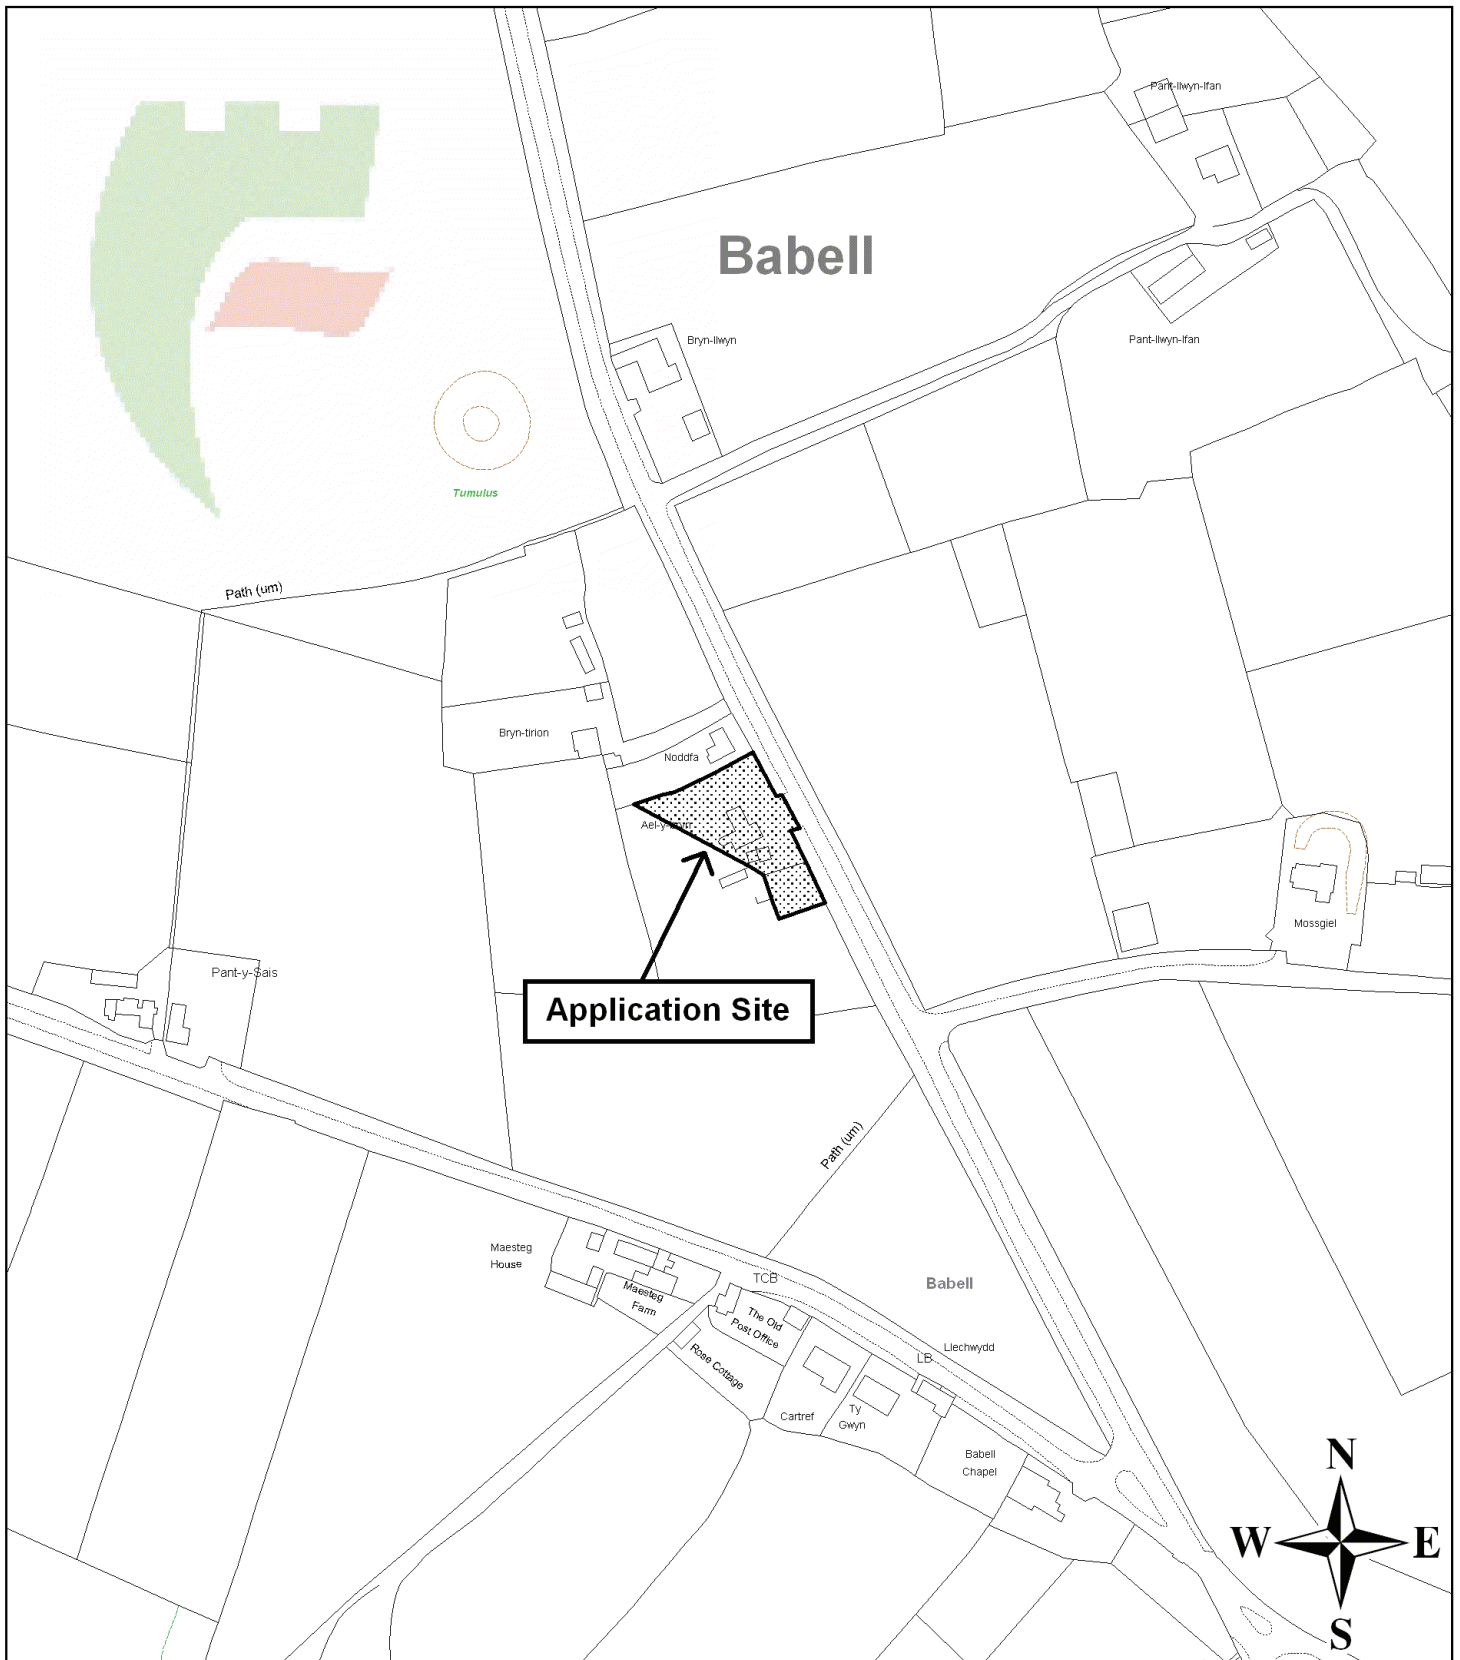 Pant-llwyn-Ifan
Babell
Bryn-llwyn
Pant-llwyn-Ifan
Tumulus
Path (um)
Bryn-tirion
Noddfa
Mossgiel
Pant-y-Sais
Application Site
Path (um)
Maesteg
House
TCB
Babell
Maesteg
Farm
The Old
Post Office
Llechwydd
LB
Rose Cottage
Cartref
Ty
Gwyn
Babell
Chapel
N
W
E
S